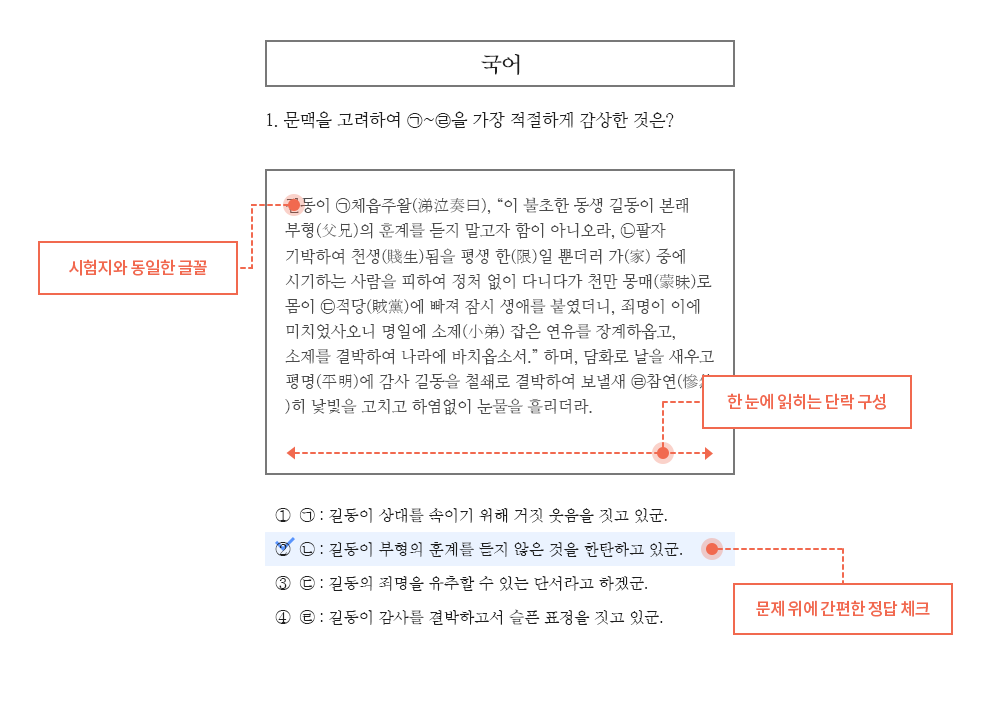 국어
1. 문맥을 고려하여 ㉠~㉣을 가장 적절하게 감상한 것은?
길동이 ㉠체읍주왈(涕泣奏曰), “이 불초한 동생 길동이 본래
부형(父兄)의 훈계를 듣지 말고자 함이 아니오라, ㉡팔자
기박하여 천생(賤生)됨을 평생 한(限)일 뿐더러 가(家) 중에
시기하는 사람을 피하여 정처 없이 다니다가 천만 몽매(蒙昧)로
몸이 ㉢적당(賊黨)에 빠져 잠시 생애를 붙였더니, 죄명이 이에
미치었사오니 명일에 소제(小弟) 잡은 연유를 장계하옵고,
소제를 결박하여 나라에 바치옵소서.” 하며, 담화로 날을 새우고
평명(平明)에 감사 길동을 철쇄로 결박하여 보낼새 ㉣참연(慘
)히 낯빛을 고치고 하염없이 눈물을 흘리더라.
시험지와 동일한 글꼴
한 눈에 읽히는 단락 구성
① ㉠ : 길동이 상대를 속이기 위해 거짓 웃음을 짓고 있군.
② ㉡ : 길동이 부형의 훈계를 듣지 않은 것을 한탄하고 있군.
③ ㉢ : 길동의 죄명을 유추할 수 있는 단서라고 하겠군.
④ ㉣ : 길동이 감사를 결박하고서 슬픈 표정을 짓고 있군.
문제 위에 간편한 정답 체크